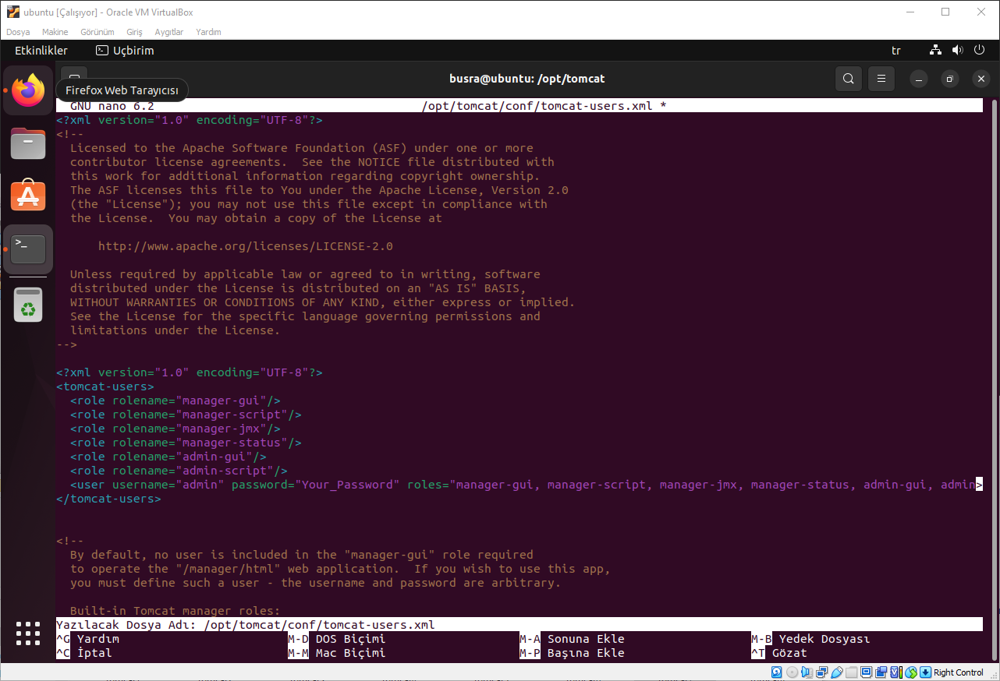 ubuntu [Çalışıyor] - Oracle VM VirtualBox
Dosya Makine Görünüm Giriş Aygıtlar Yardım
Etkinlikler Uçbirim tr
busra@ubuntu: /opt/tomcat
Firefox Web Tarayıcısı
GNU nano 6.2 /opt/tomcat/conf/tomcat-users.xml *
<?xml version="1.0" encoding="UTF-8"?>
<!--
Licensed to the Apache Software Foundation (ASF) under one or more
contributor license agreements.  See the NOTICE file distributed with
this work for additional information regarding copyright ownership.
The ASF licenses this file to You under the Apache License, Version 2.0
(the "License"); you may not use this file except in compliance with
the License.  You may obtain a copy of the License at
http://www.apache.org/licenses/LICENSE-2.0
Unless required by applicable law or agreed to in writing, software
distributed under the License is distributed on an "AS IS" BASIS,
WITHOUT WARRANTIES OR CONDITIONS OF ANY KIND, either express or implied.
See the License for the specific language governing permissions and
limitations under the License.
-->
<?xml version="1.0" encoding="UTF-8"?>
<tomcat-users>
<role rolename="manager-gui"/>
<role rolename="manager-script"/>
<role rolename="manager-jmx"/>
<role rolename="manager-status"/>
<role rolename="admin-gui"/>
<role rolename="admin-script"/>
<user username="admin" password="Your_Password" roles="manager-gui, manager-script, manager-jmx, manager-status, admin-gui, admin>
</tomcat-users>
<!--
By default, no user is included in the "manager-gui" role required
to operate the "/manager/html" web application.  If you wish to use this app,
you must define such a user - the username and password are arbitrary.
Built-in Tomcat manager roles:
Yazılacak Dosya Adı: /opt/tomcat/conf/tomcat-users.xml
^G Yardım M-D DOS Biçimi M-A Sonuna Ekle M-B Yedek Dosyası
^C İptal M-M Mac Biçimi M-P Başına Ekle ^T Gözat
Right Control